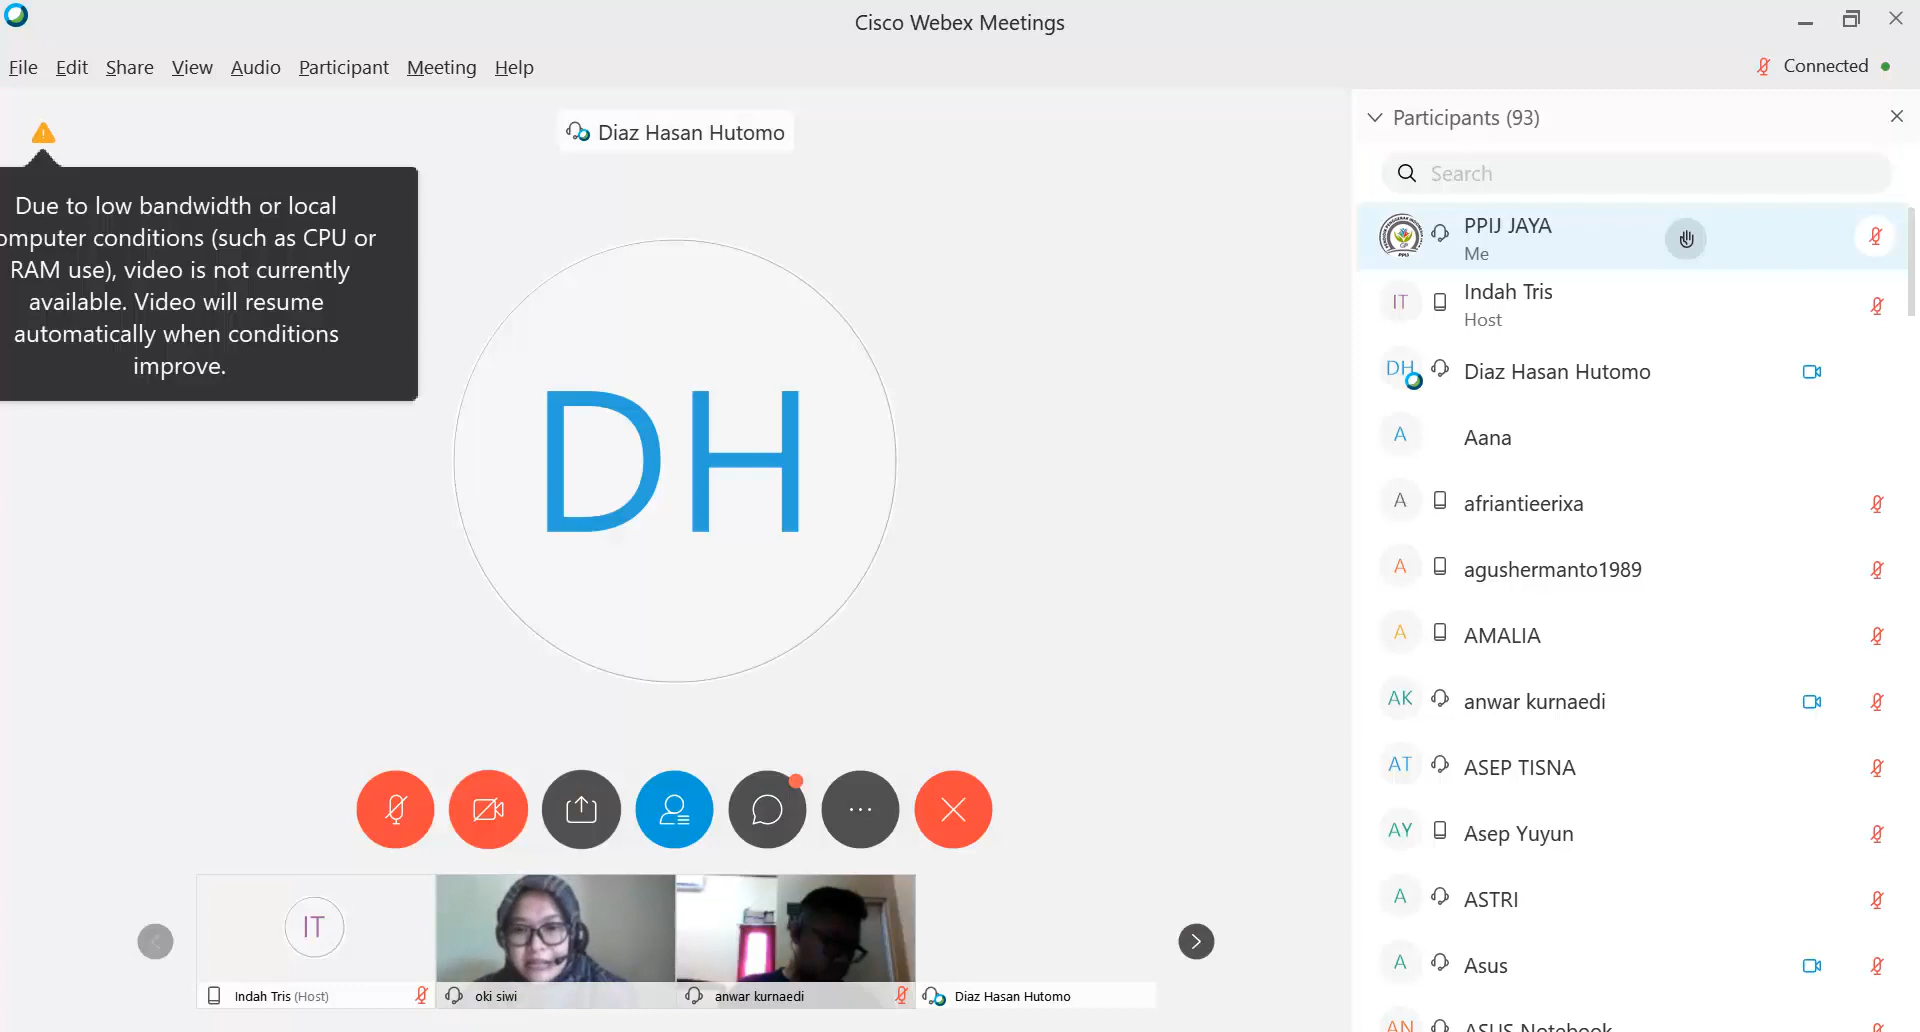 Cisco Webex Meetings
File Edit Share View Audio Participant Meeting Help
Connected
Diaz Hasan Hutomo
Due to low bandwidth or local
omputer conditions (such as CPU or
RAM use), video is not currently
available. Video will resume
automatically when conditions
improve.
DH
IT
Indah Tris (Host)
oki siwi
anwar kurnaedi
Diaz Hasan Hutomo
Participants (93)
Search
PPIJ JAYA
Me
IT
Indah Tris
Host
DH
Diaz Hasan Hutomo
A
Aana
A
afriantieerixa
A
agushermanto1989
A
AMALIA
AK
anwar kurnaedi
AT
ASEP TISNA
AY
Asep Yuyun
A
ASTRI
A
Asus
AN
ASUS Notebook